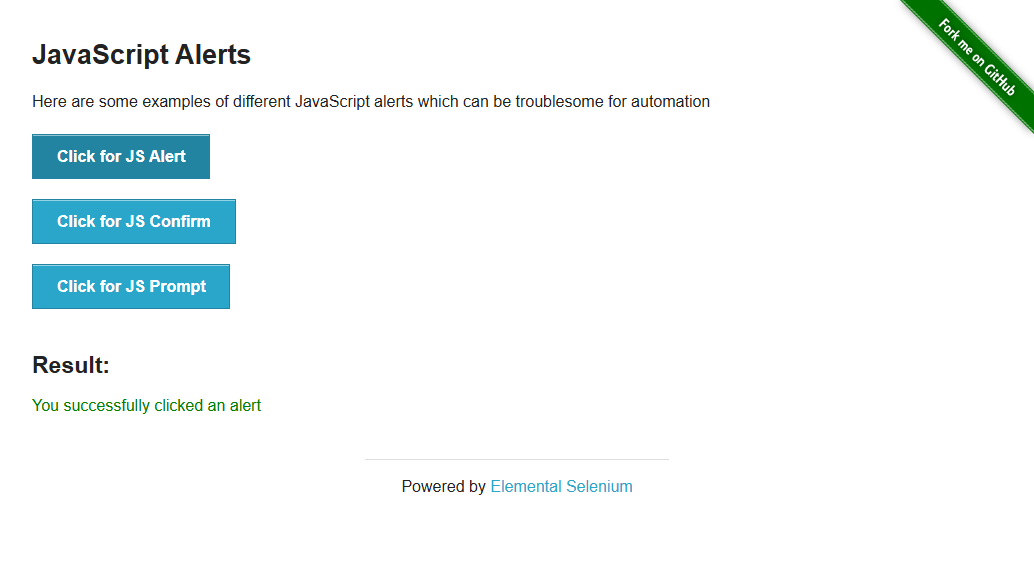 JavaScript Alerts
Fork me on GitHub
Here are some examples of different JavaScript alerts which can be troublesome for automation
Click for JS Alert
Click for JS Confirm
Click for JS Prompt
Result:
You successfully clicked an alert
Powered by Elemental Selenium